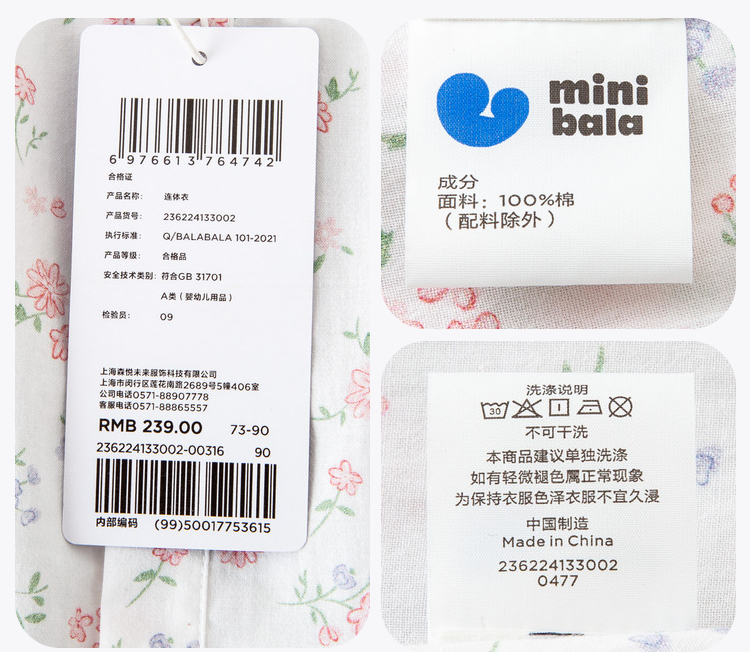 6 976613 764742
合格证
产品名称: 连体衣
产品货号: 236224133002
执行标准: Q/BALABALA 101-2021
产品等级: 合格品
安全技术类别: 符合GB 31701
A类（婴幼儿用品）
检验员: 09
上海森悦未来服饰科技有限公司
上海市闵行区莲花南路2689号5幢406室
公司电话0571-88907778
客服电话0571-88865557
RMB 239.00 73-90
236224133002-00316 90
内部编码 (99)50017753615
mini
bala
成分
面料: 100%棉
（配料除外）
洗涤说明
30
不可干洗
本商品建议单独洗涤
如有轻微褪色属正常现象
为保持衣服色泽衣服不宜久浸
中国制造
Made in China
236224133002
0477